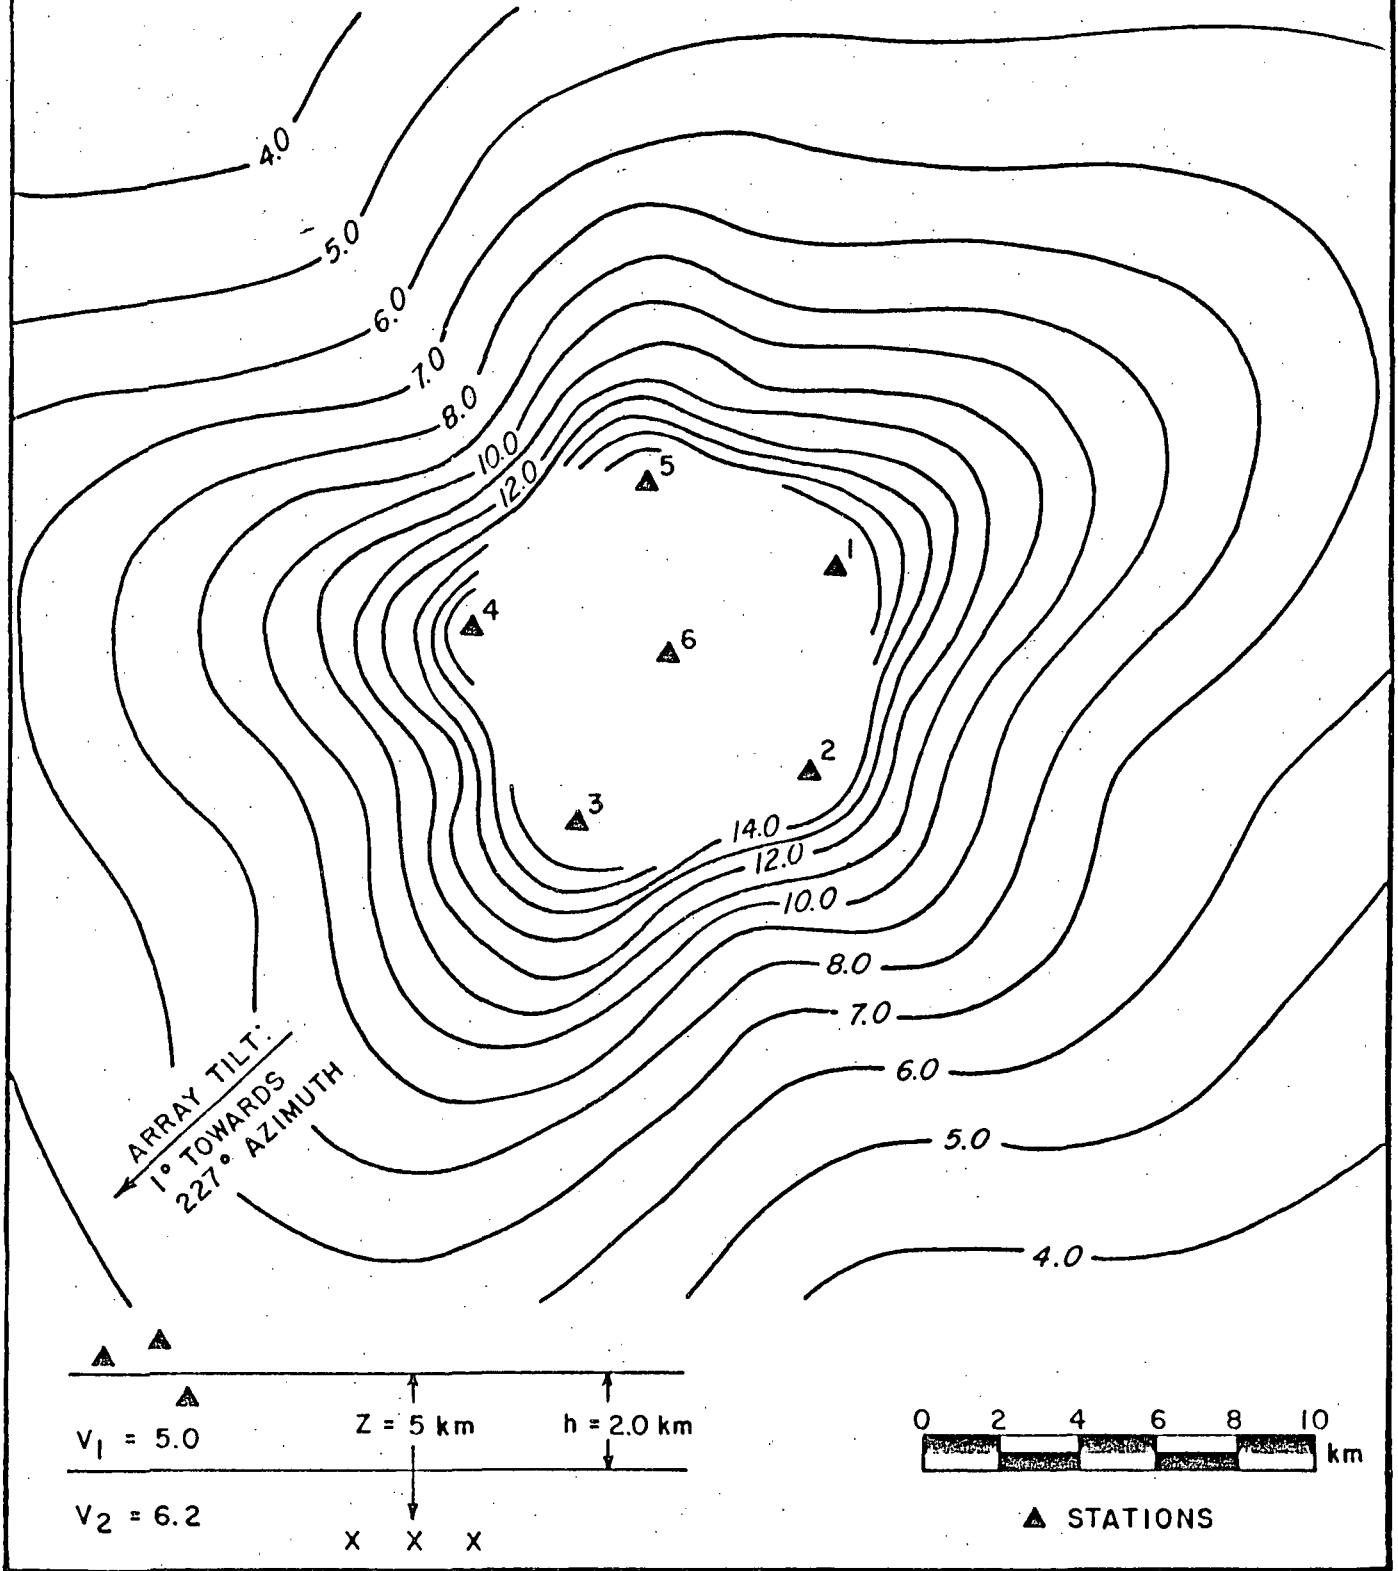 4.0
5.0
6.0
7.0
8.0
10.0
12.0
5
1
4
6
2
3
14.0
12.0
10.0
8.0
7.0
6.0
5.0
4.0
ARRAY TILT:
1° TOWARDS
227° AZIMUTH
Z = 5 km
h = 2.0 km
V1 = 5.0
V2 = 6.2
X X X
0 2 4 6 8 10
km
▲ STATIONS